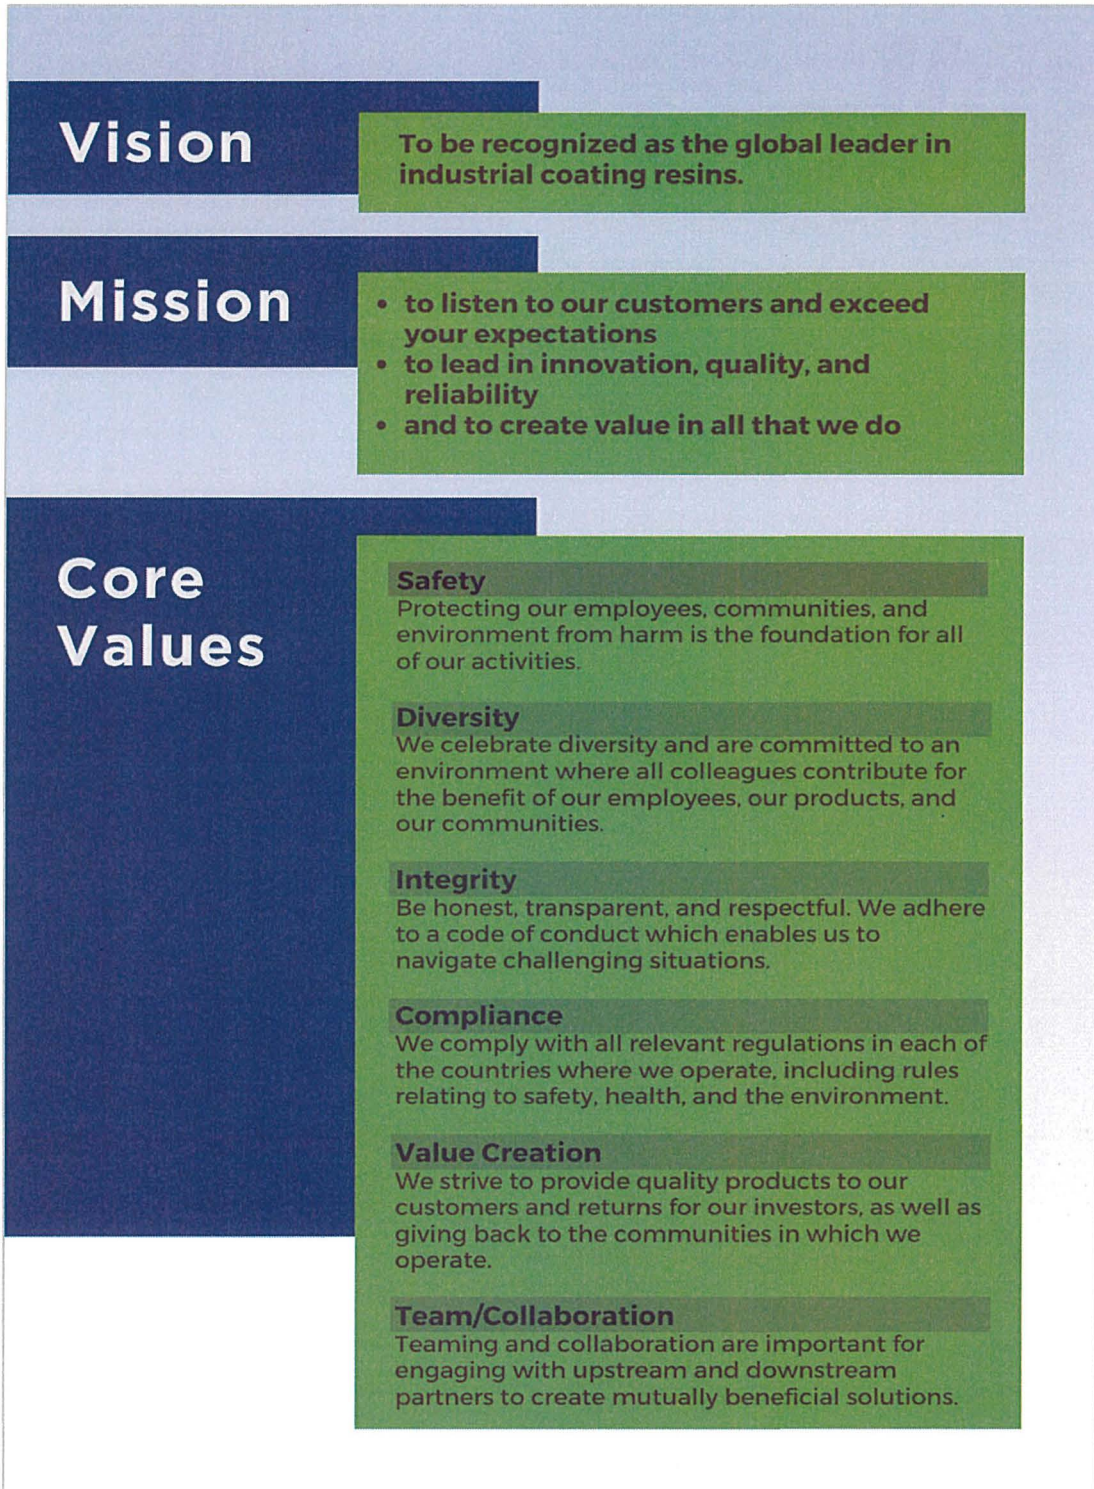 Vision
To be recognized as the global leader in
industrial coating resins.
Mission
• to listen to our customers and exceed
your expectations
• to lead in innovation, quality, and
reliability
• and to create value in all that we do
Core
Values
Safety
Protecting our employees, communities, and
environment from harm is the foundation for all
of our activities.
Diversity
We celebrate diversity and are committed to an
environment where all colleagues contribute for
the benefit of our employees, our products, and
our communities.
Integrity
Be honest, transparent, and respectful. We adhere
to a code of conduct which enables us to
navigate challenging situations.
Compliance
We comply with all relevant regulations in each of
the countries where we operate, including rules
relating to safety, health, and the environment.
Value Creation
We strive to provide quality products to our
customers and returns for our investors, as well as
giving back to the communities in which we
operate.
Team/Collaboration
Teaming and collaboration are important for
engaging with upstream and downstream
partners to create mutually beneficial solutions.